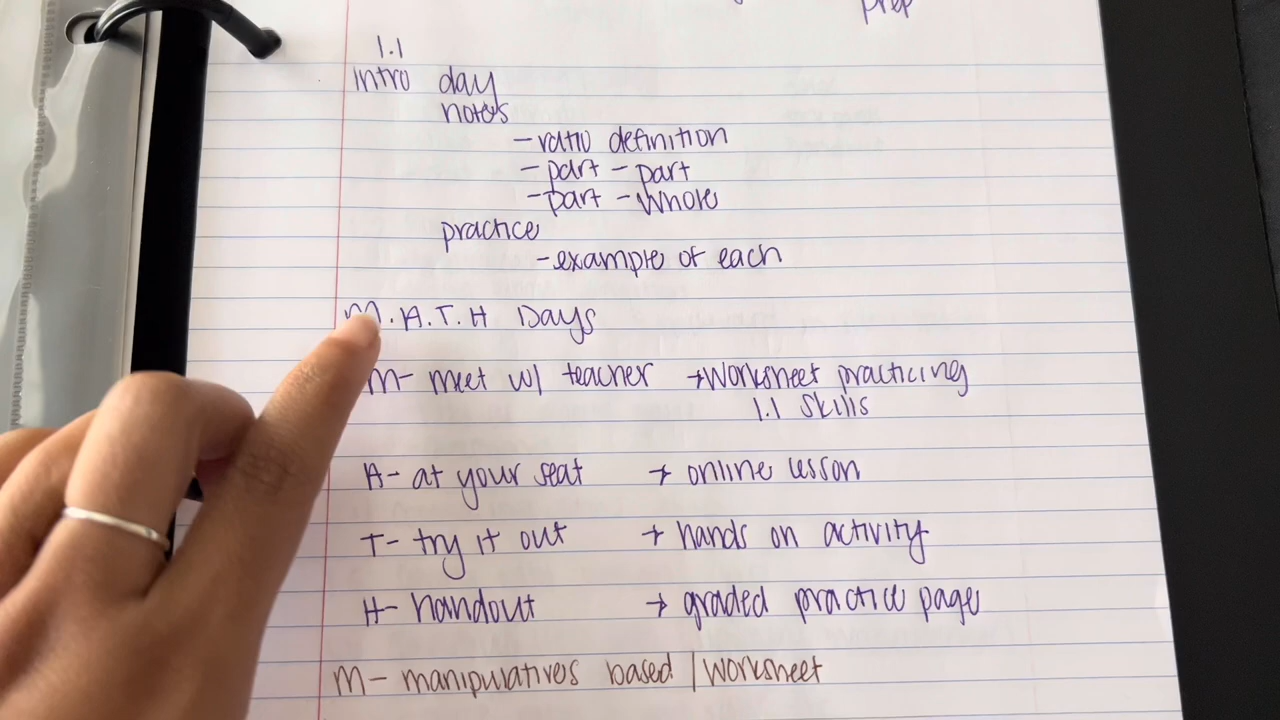 prep
1.1
Intro day
notes
- ratio definition
- part - part
- part - whole
practice
- example of each
M.A.T.H Days
M- meet w/ teacher → worksheet practicing
1.1 skills
A- at your seat → online lesson
T- try it out → hands on activity
H- handout → graded practice page
M- manipulatives based / worksheet